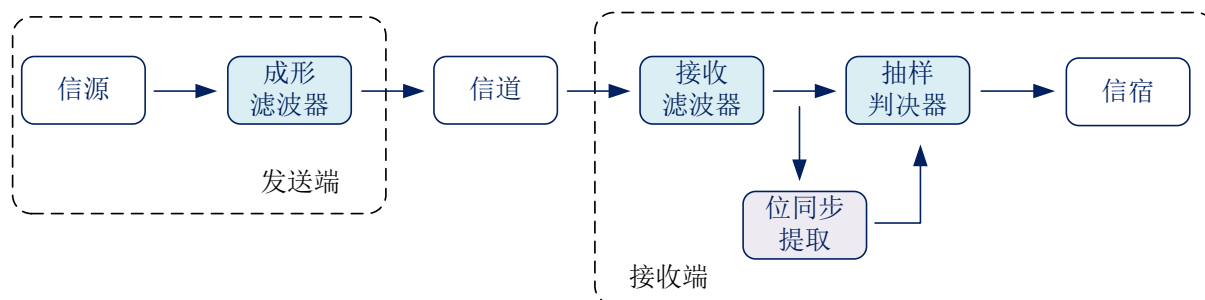 信源
成形
滤波器
信道
接收
滤波器
抽样
判决器
信宿
发送端
位同步
提取
接收端